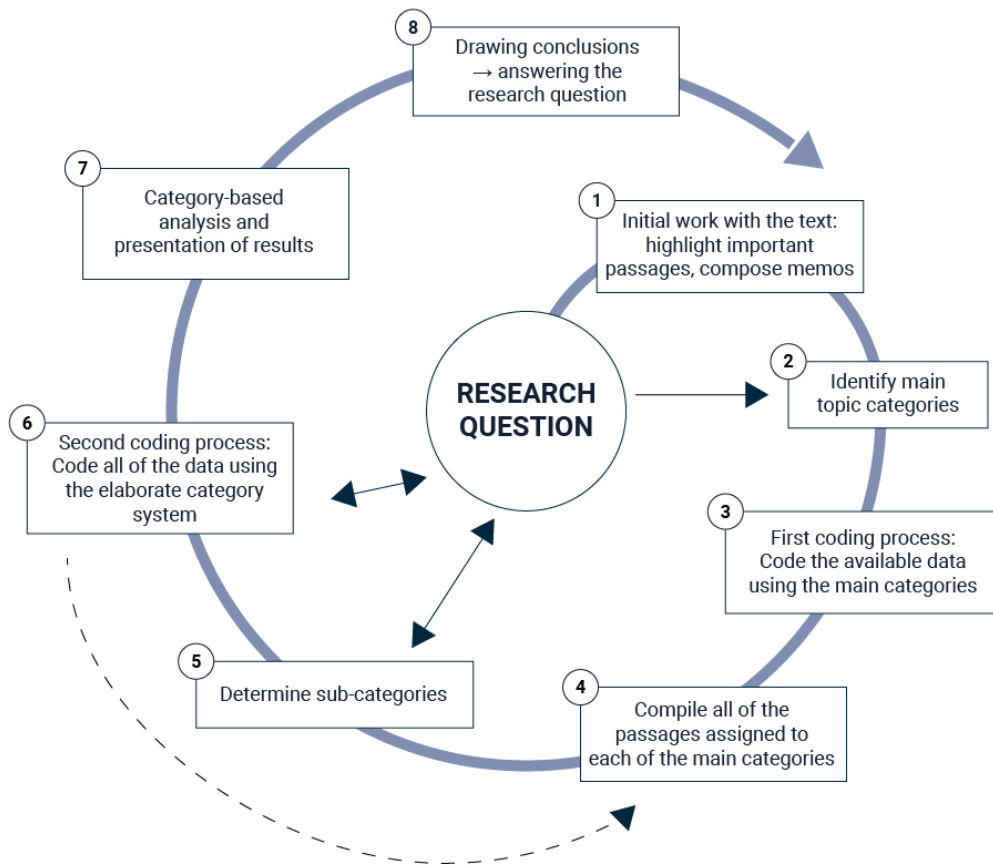 8
Drawing conclusions
→ answering the
research question
7
Category-based
analysis and
presentation of results
1
Initial work with the text:
highlight important
passages, compose memos
RESEARCH
QUESTION
2
Identify main
topic categories
6
Second coding process:
Code all of the data using
the elaborate category
system
3
First coding process:
Code the available data
using the main categories
5
Determine sub-categories
4
Compile all of the
passages assigned to
each of the main categories